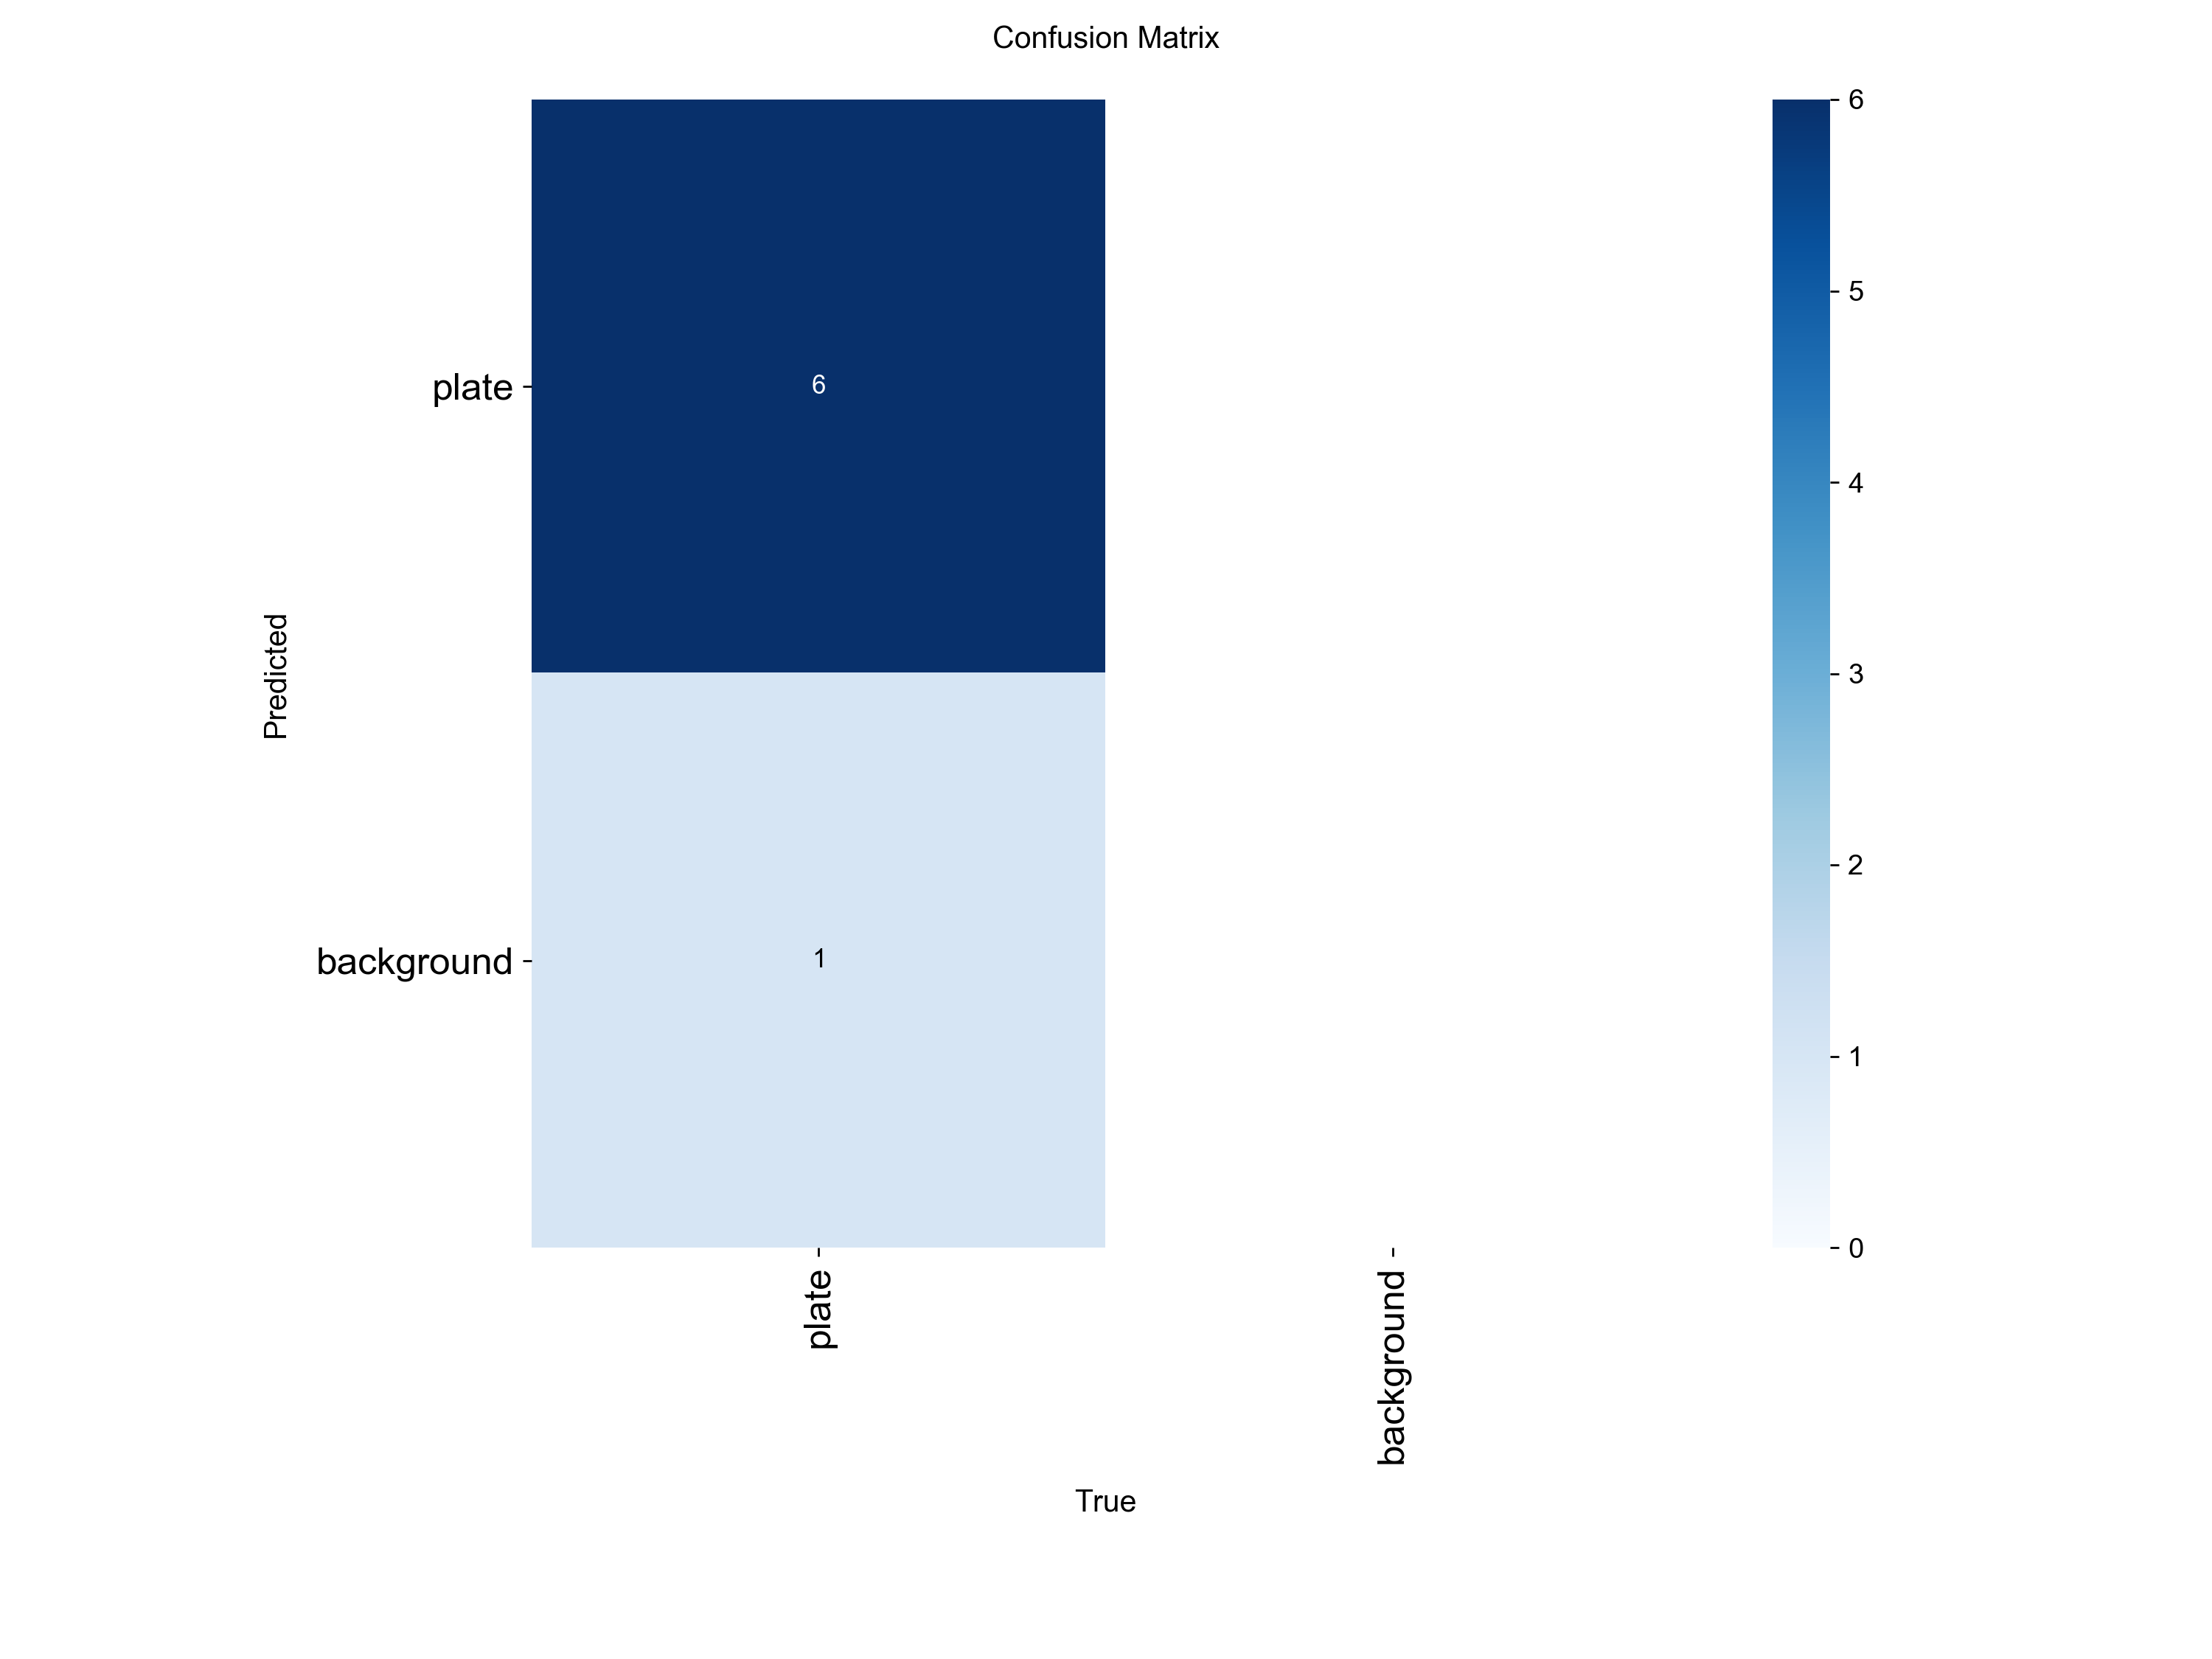 Confusion Matrix
6
5
4
3
2
1
0
plate
6
Predicted
background
1
plate
background
True